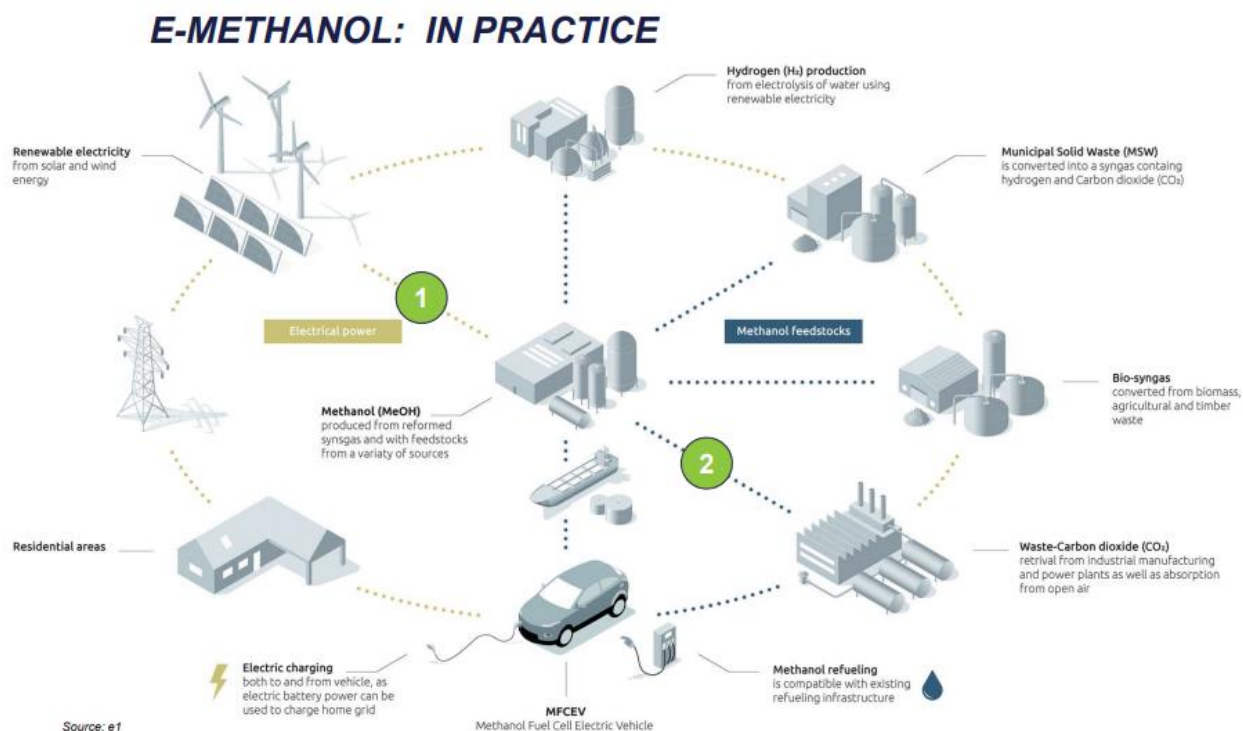 E-METHANOL: IN PRACTICE
Hydrogen (H₂) production
from electrolysis of water using
renewable electricity
Renewable electricity
from solar and wind
energy
Municipal Solid Waste (MSW)
is converted into a syngas containg
hydrogen and Carbon dioxide (CO₂)
1
Electrical power
Methanol feedstocks
Bio-syngas
converted from biomass,
agricultural and timber
waste
Methanol (MeOH)
produced from reformed
synsgas and with feedstocks
from a variety of sources
2
Residential areas
Waste-Carbon dioxide (CO₂)
retrival from industrial manufacturing
and power plants as well as absorption
from open air
Electric charging
both to and from vehicle, as
electric battery power can be
used to charge home grid
Methanol refueling
is compatible with existing
refueling infrastructure
MFCEV
Methanol Fuel Cell Electric Vehicle
Source: e1